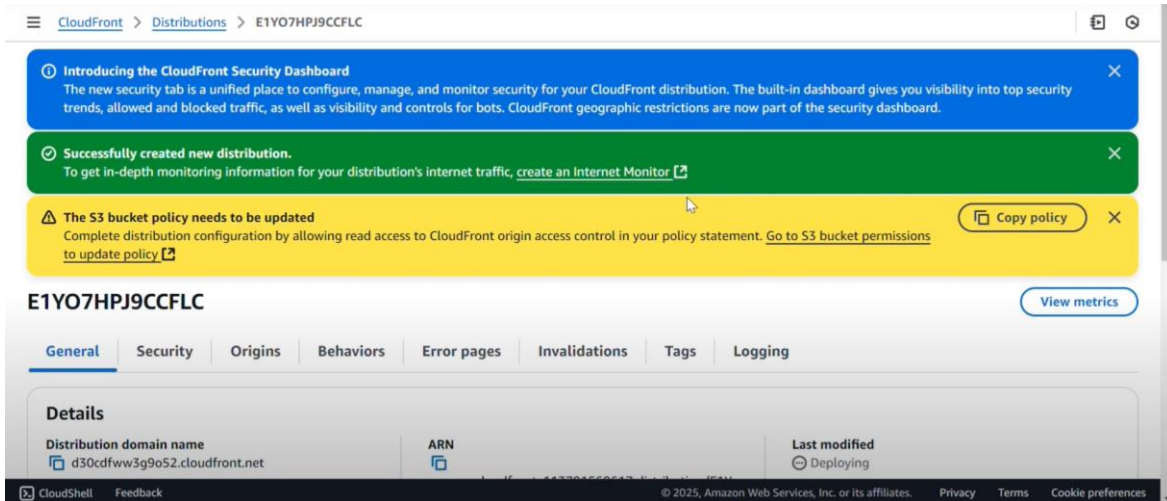 CloudFront > Distributions > E1YO7HPJ9CCFLC
Introducing the CloudFront Security Dashboard
The new security tab is a unified place to configure, manage, and monitor security for your CloudFront distribution. The built-in dashboard gives you visibility into top security
trends, allowed and blocked traffic, as well as visibility and controls for bots. CloudFront geographic restrictions are now part of the security dashboard.
Successfully created new distribution.
To get in-depth monitoring information for your distribution's internet traffic, create an Internet Monitor
The S3 bucket policy needs to be updated
Copy policy
Complete distribution configuration by allowing read access to CloudFront origin access control in your policy statement. Go to S3 bucket permissions
to update policy
E1YO7HPJ9CCFLC
View metrics
General Security Origins Behaviors Error pages Invalidations Tags Logging
Details
Distribution domain name ARN Last modified
d30cdfww3g9o52.cloudfront.net Deploying
CloudShell Feedback © 2025, Amazon Web Services, Inc. or its affiliates. Privacy Terms Cookie preferences